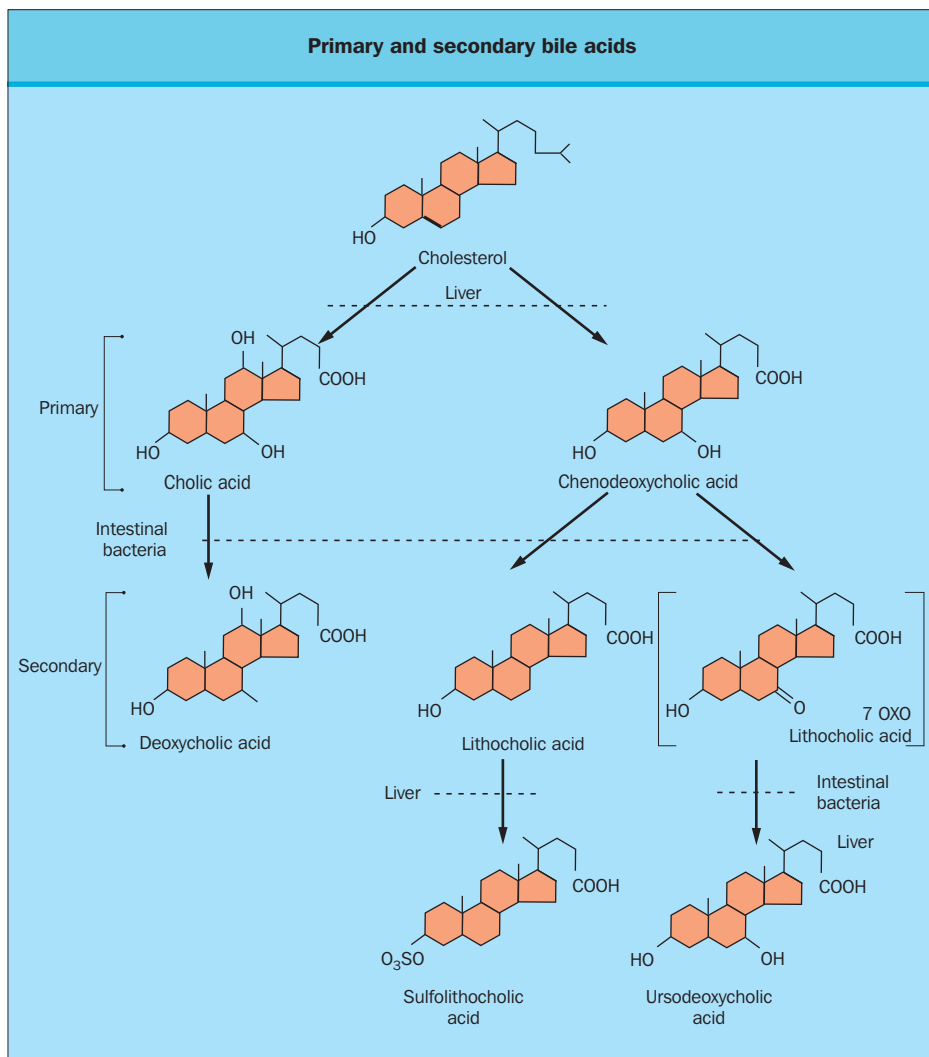 Primary and secondary bile acids
HO
Cholesterol
Liver
OH
COOH
COOH
Primary
HO
OH
HO
OH
Cholic acid
Chenodeoxycholic acid
Intestinal
bacteria
OH
COOH
COOH
COOH
Secondary
HO
HO
HO
O
7 OXO
Deoxycholic acid
Lithocholic acid
Lithocholic acid
Liver
Intestinal
bacteria
Liver
COOH
COOH
O₃SO
HO
OH
Sulfolithocholic
acid
Ursodeoxycholic
acid